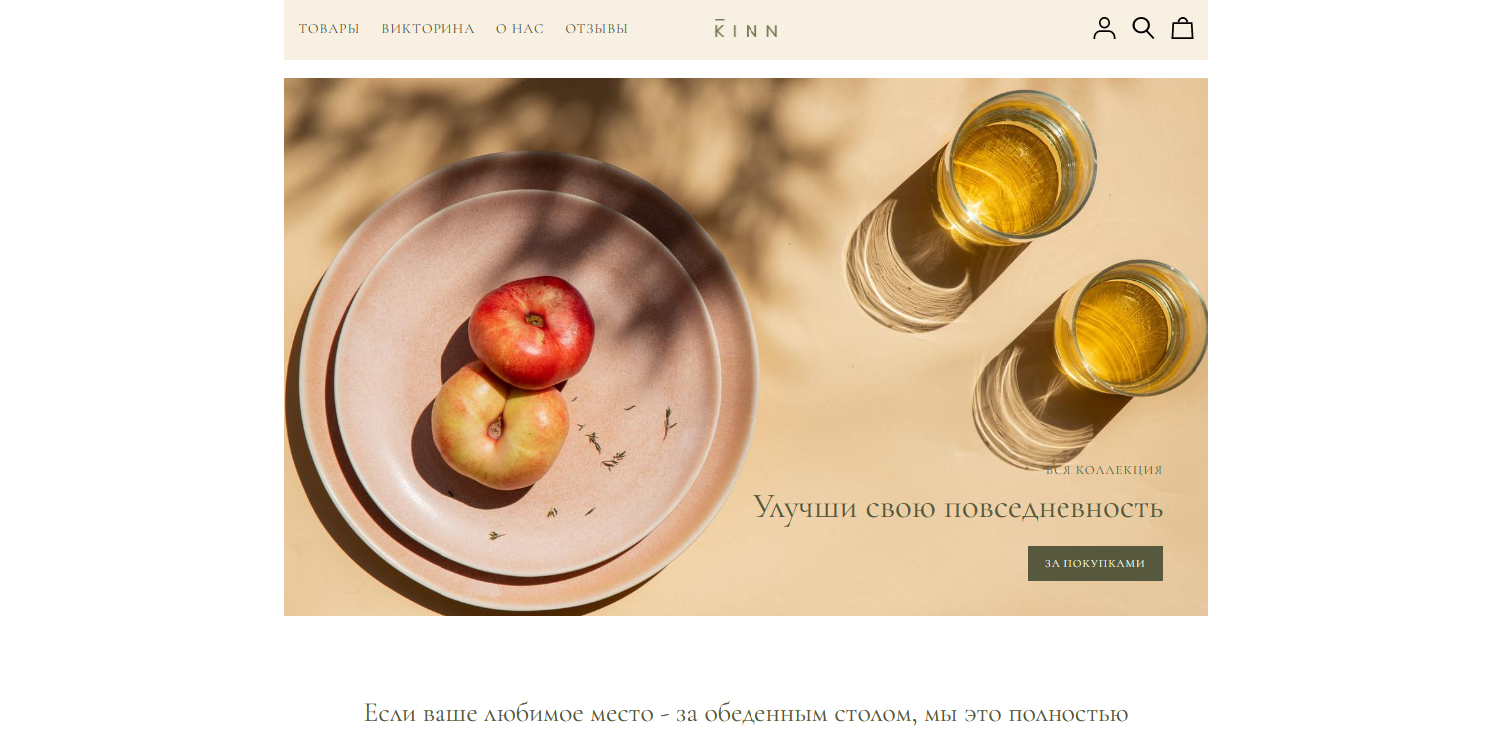 ТОВАРЫ ВИКТОРИНА О НАС ОТЗЫВЫ
K̄INN
ВСЯ КОЛЛЕКЦИЯ
Улучши свою повседневность
ЗА ПОКУПКАМИ
Если ваше любимое место - за обеденным столом, мы это полностью